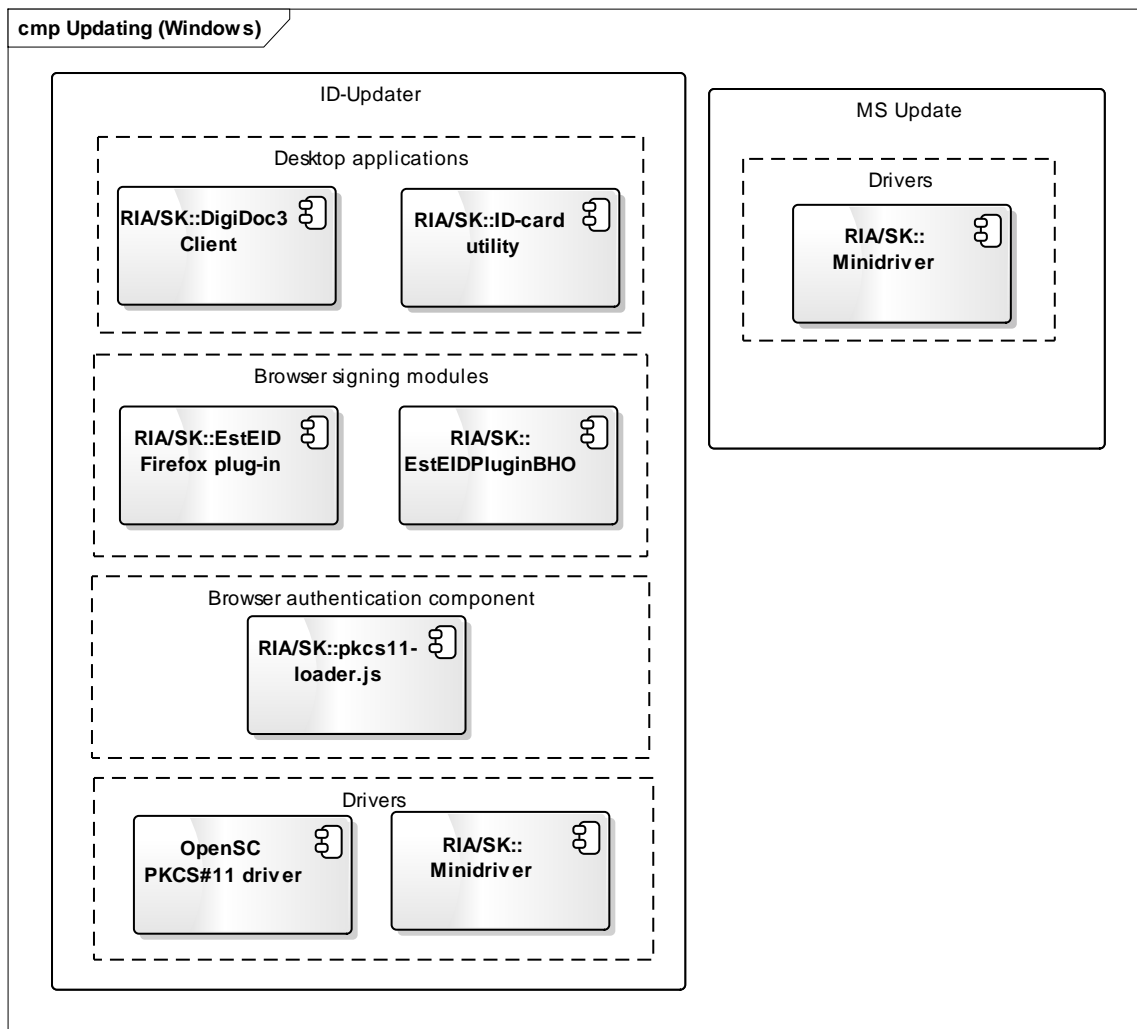 cmp Updating (Windows)
ID-Updater
Desktop applications
RIA/SK::DigiDoc3
Client
RIA/SK::ID-card
utility
Browser signing modules
RIA/SK::EstEID
Firefox plug-in
RIA/SK::
EstEIDPluginBHO
Browser authentication component
RIA/SK::pkcs11-
loader.js
Drivers
OpenSC
PKCS#11 driver
RIA/SK::
Minidriver
MS Update
Drivers
RIA/SK::
Minidriver